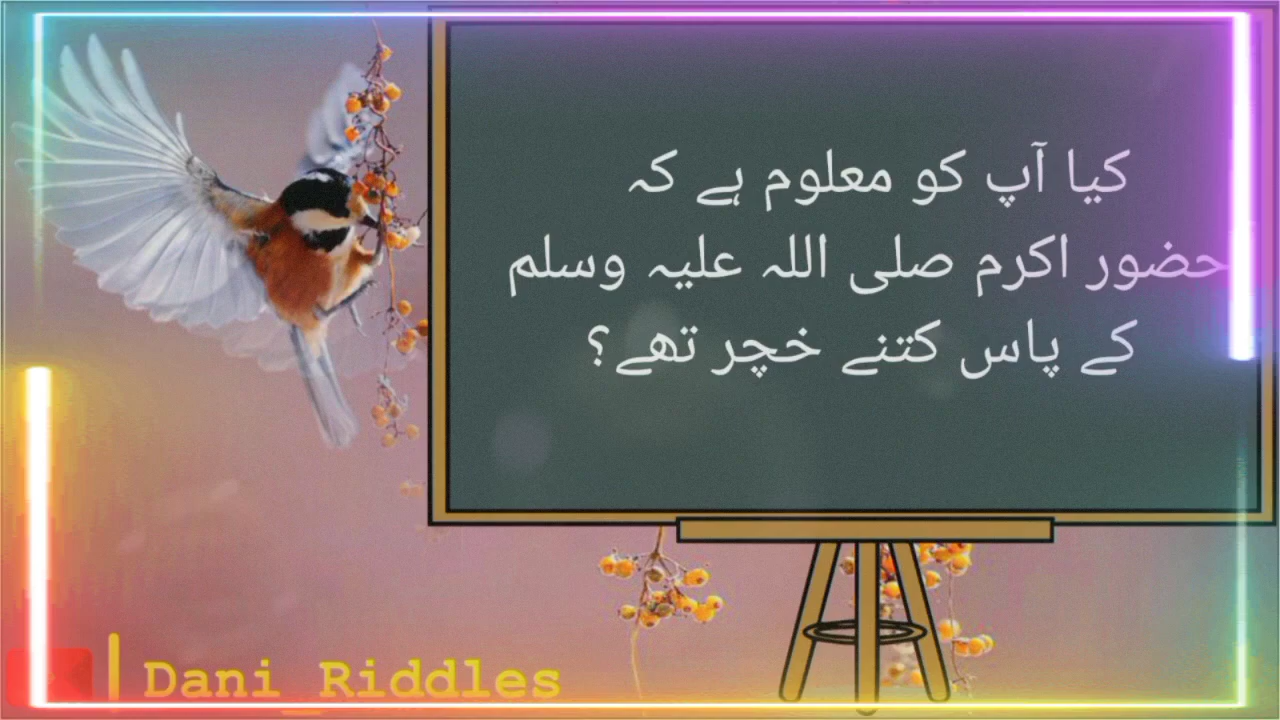 کیا آپ کو معلوم ہے کہ
حضور اکرم صلی اللہ علیہ وسلم
کے پاس کتنے خچر تھے؟
Dani Riddles